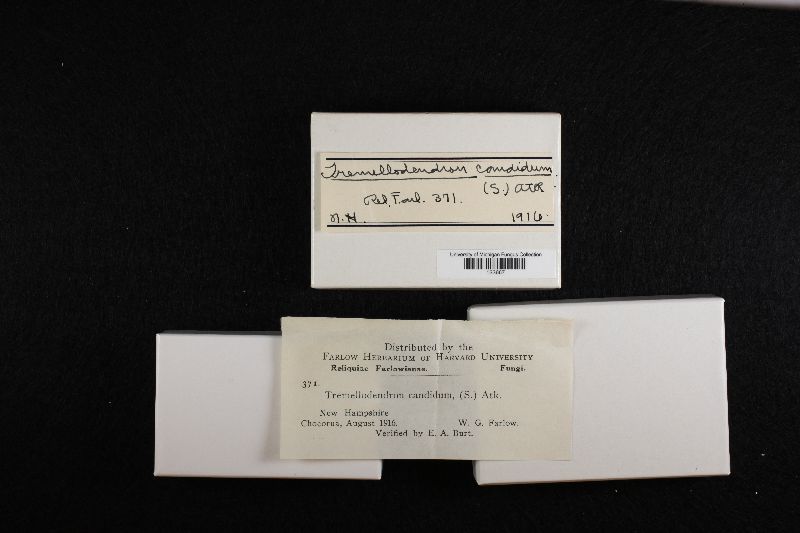 Tremellodendron candidum
(S.) Atk
Rel. Farl. 371.
N.H. 1916.
University of Michigan Fungus Collection
Distributed by the
FARLOW HERBARIUM OF HARVARD UNIVERSITY
Reliquiae Farlowianae. Fungi.
371.
Tremellodendron candidum, (S.) Atk.
New Hampshire
Chocorua, August 1916. W. G. Farlow.
Verified by E. A. Burt.